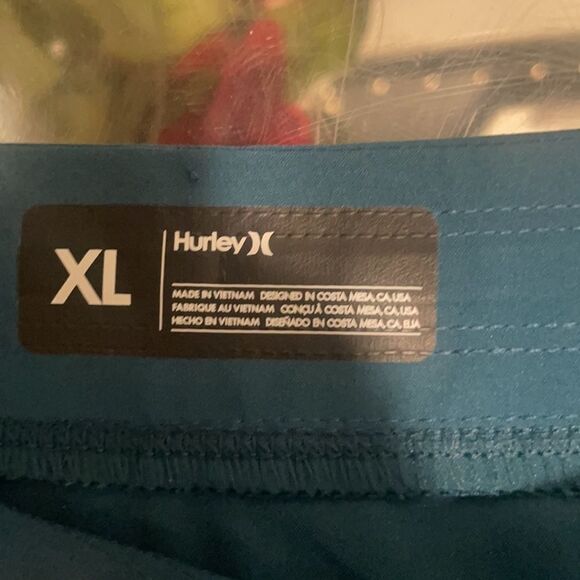 XL
Hurley
MADE IN VIETNAM DESIGNED IN COSTA MESA, CA, USA
FABRIQUE AU VIETNAM CONÇU À COSTA MESA, CA, USA
HECHO EN VIETNAM DISEÑADO EN COSTA MESA, CA, EUA